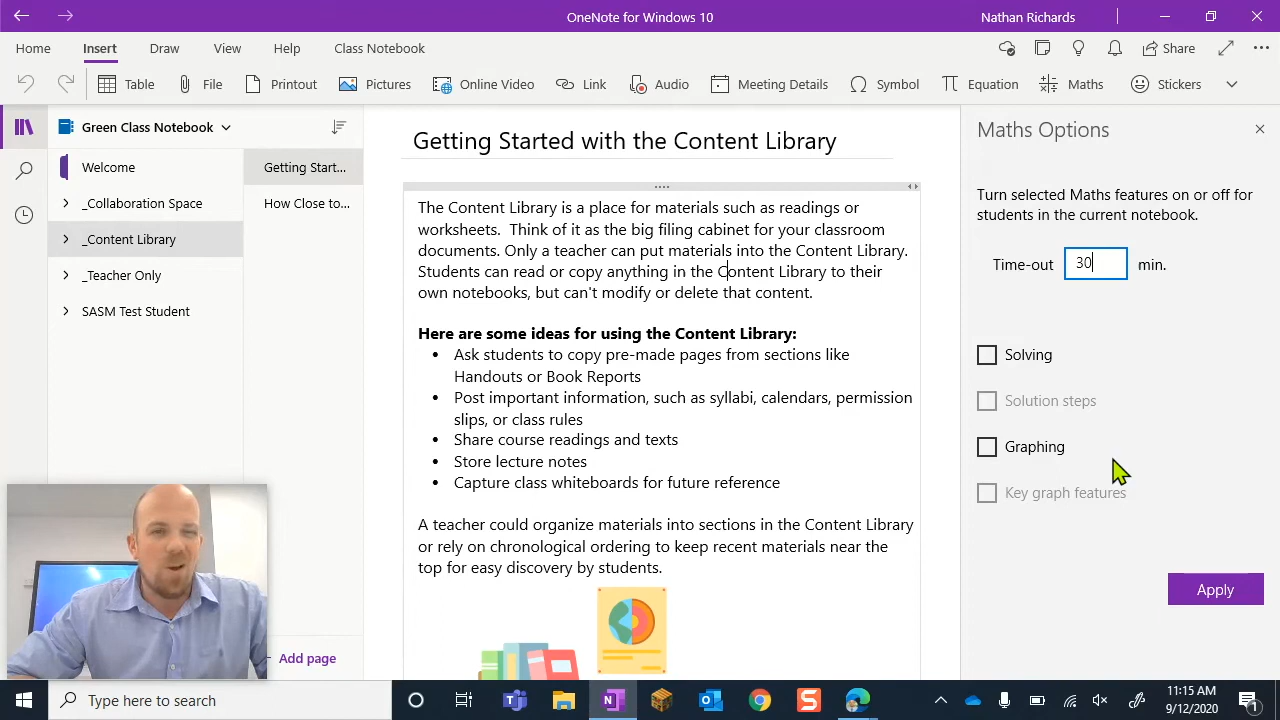 OneNote for Windows 10
Nathan Richards
Home
Insert
Draw
View
Help
Class Notebook
Share
Table
File
Printout
Pictures
Online Video
Link
Audio
Meeting Details
Symbol
Equation
Maths
Stickers
Green Class Notebook
Welcome
_Collaboration Space
_Content Library
_Teacher Only
SASM Test Student
Getting Start...
How Close to...
Add page
Getting Started with the Content Library
The Content Library is a place for materials such as readings or
worksheets. Think of it as the big filing cabinet for your classroom
documents. Only a teacher can put materials into the Content Library.
Students can read or copy anything in the Content Library to their
own notebooks, but can't modify or delete that content.
Here are some ideas for using the Content Library:
• Ask students to copy pre-made pages from sections like
Handouts or Book Reports
• Post important information, such as syllabi, calendars, permission
slips, or class rules
• Share course readings and texts
• Store lecture notes
• Capture class whiteboards for future reference
A teacher could organize materials into sections in the Content Library
or rely on chronological ordering to keep recent materials near the
top for easy discovery by students.
Maths Options
Turn selected Maths features on or off for
students in the current notebook.
Time-out 30 min.
Solving
Solution steps
Graphing
Key graph features
Apply
Type here to search
11:15 AM
9/12/2020
1